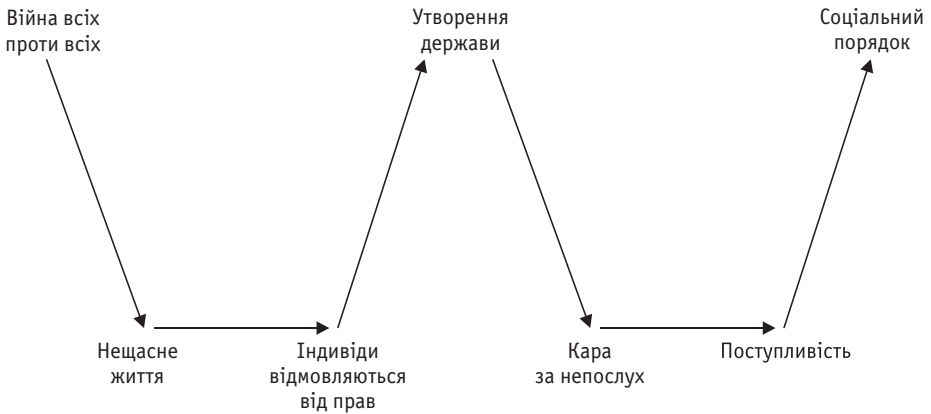 Війна всіх
проти всіх
Утворення
держави
Соціальний
порядок
Нещасне
життя
Індивіди
відмовляються
від прав
Кара
за непослух
Поступливість